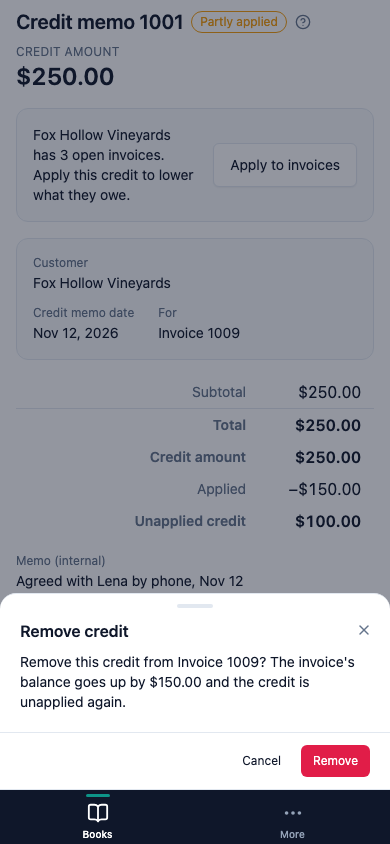 Credit memo 1001 Partly applied
CREDIT AMOUNT
$250.00
Fox Hollow Vineyards
has 3 open invoices.
Apply this credit to lower
what they owe.
Apply to invoices
Customer
Fox Hollow Vineyards
Credit memo date For
Nov 12, 2026 Invoice 1009
Subtotal $250.00
Total $250.00
Credit amount $250.00
Applied –$150.00
Unapplied credit $100.00
Memo (internal)
Agreed with Lena by phone, Nov 12
Remove credit
Remove this credit from Invoice 1009? The invoice's
balance goes up by $150.00 and the credit is
unapplied again.
Cancel Remove
Books More